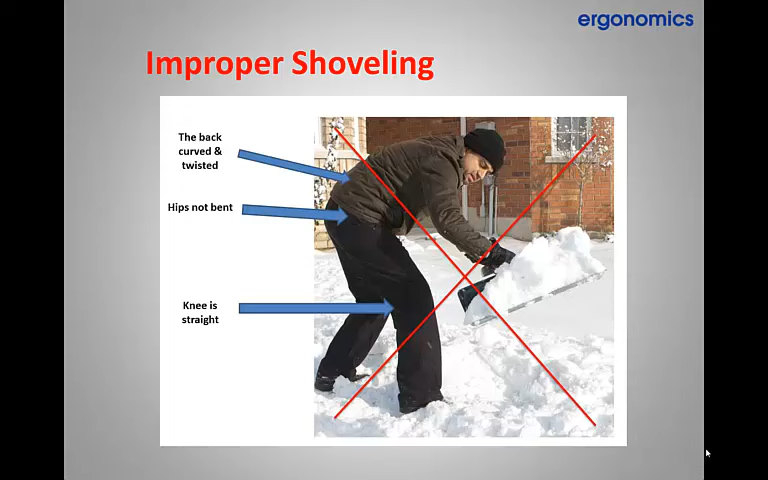 ergonomics
Improper Shoveling
The back
curved &
twisted
Hips not bent
Knee is
straight